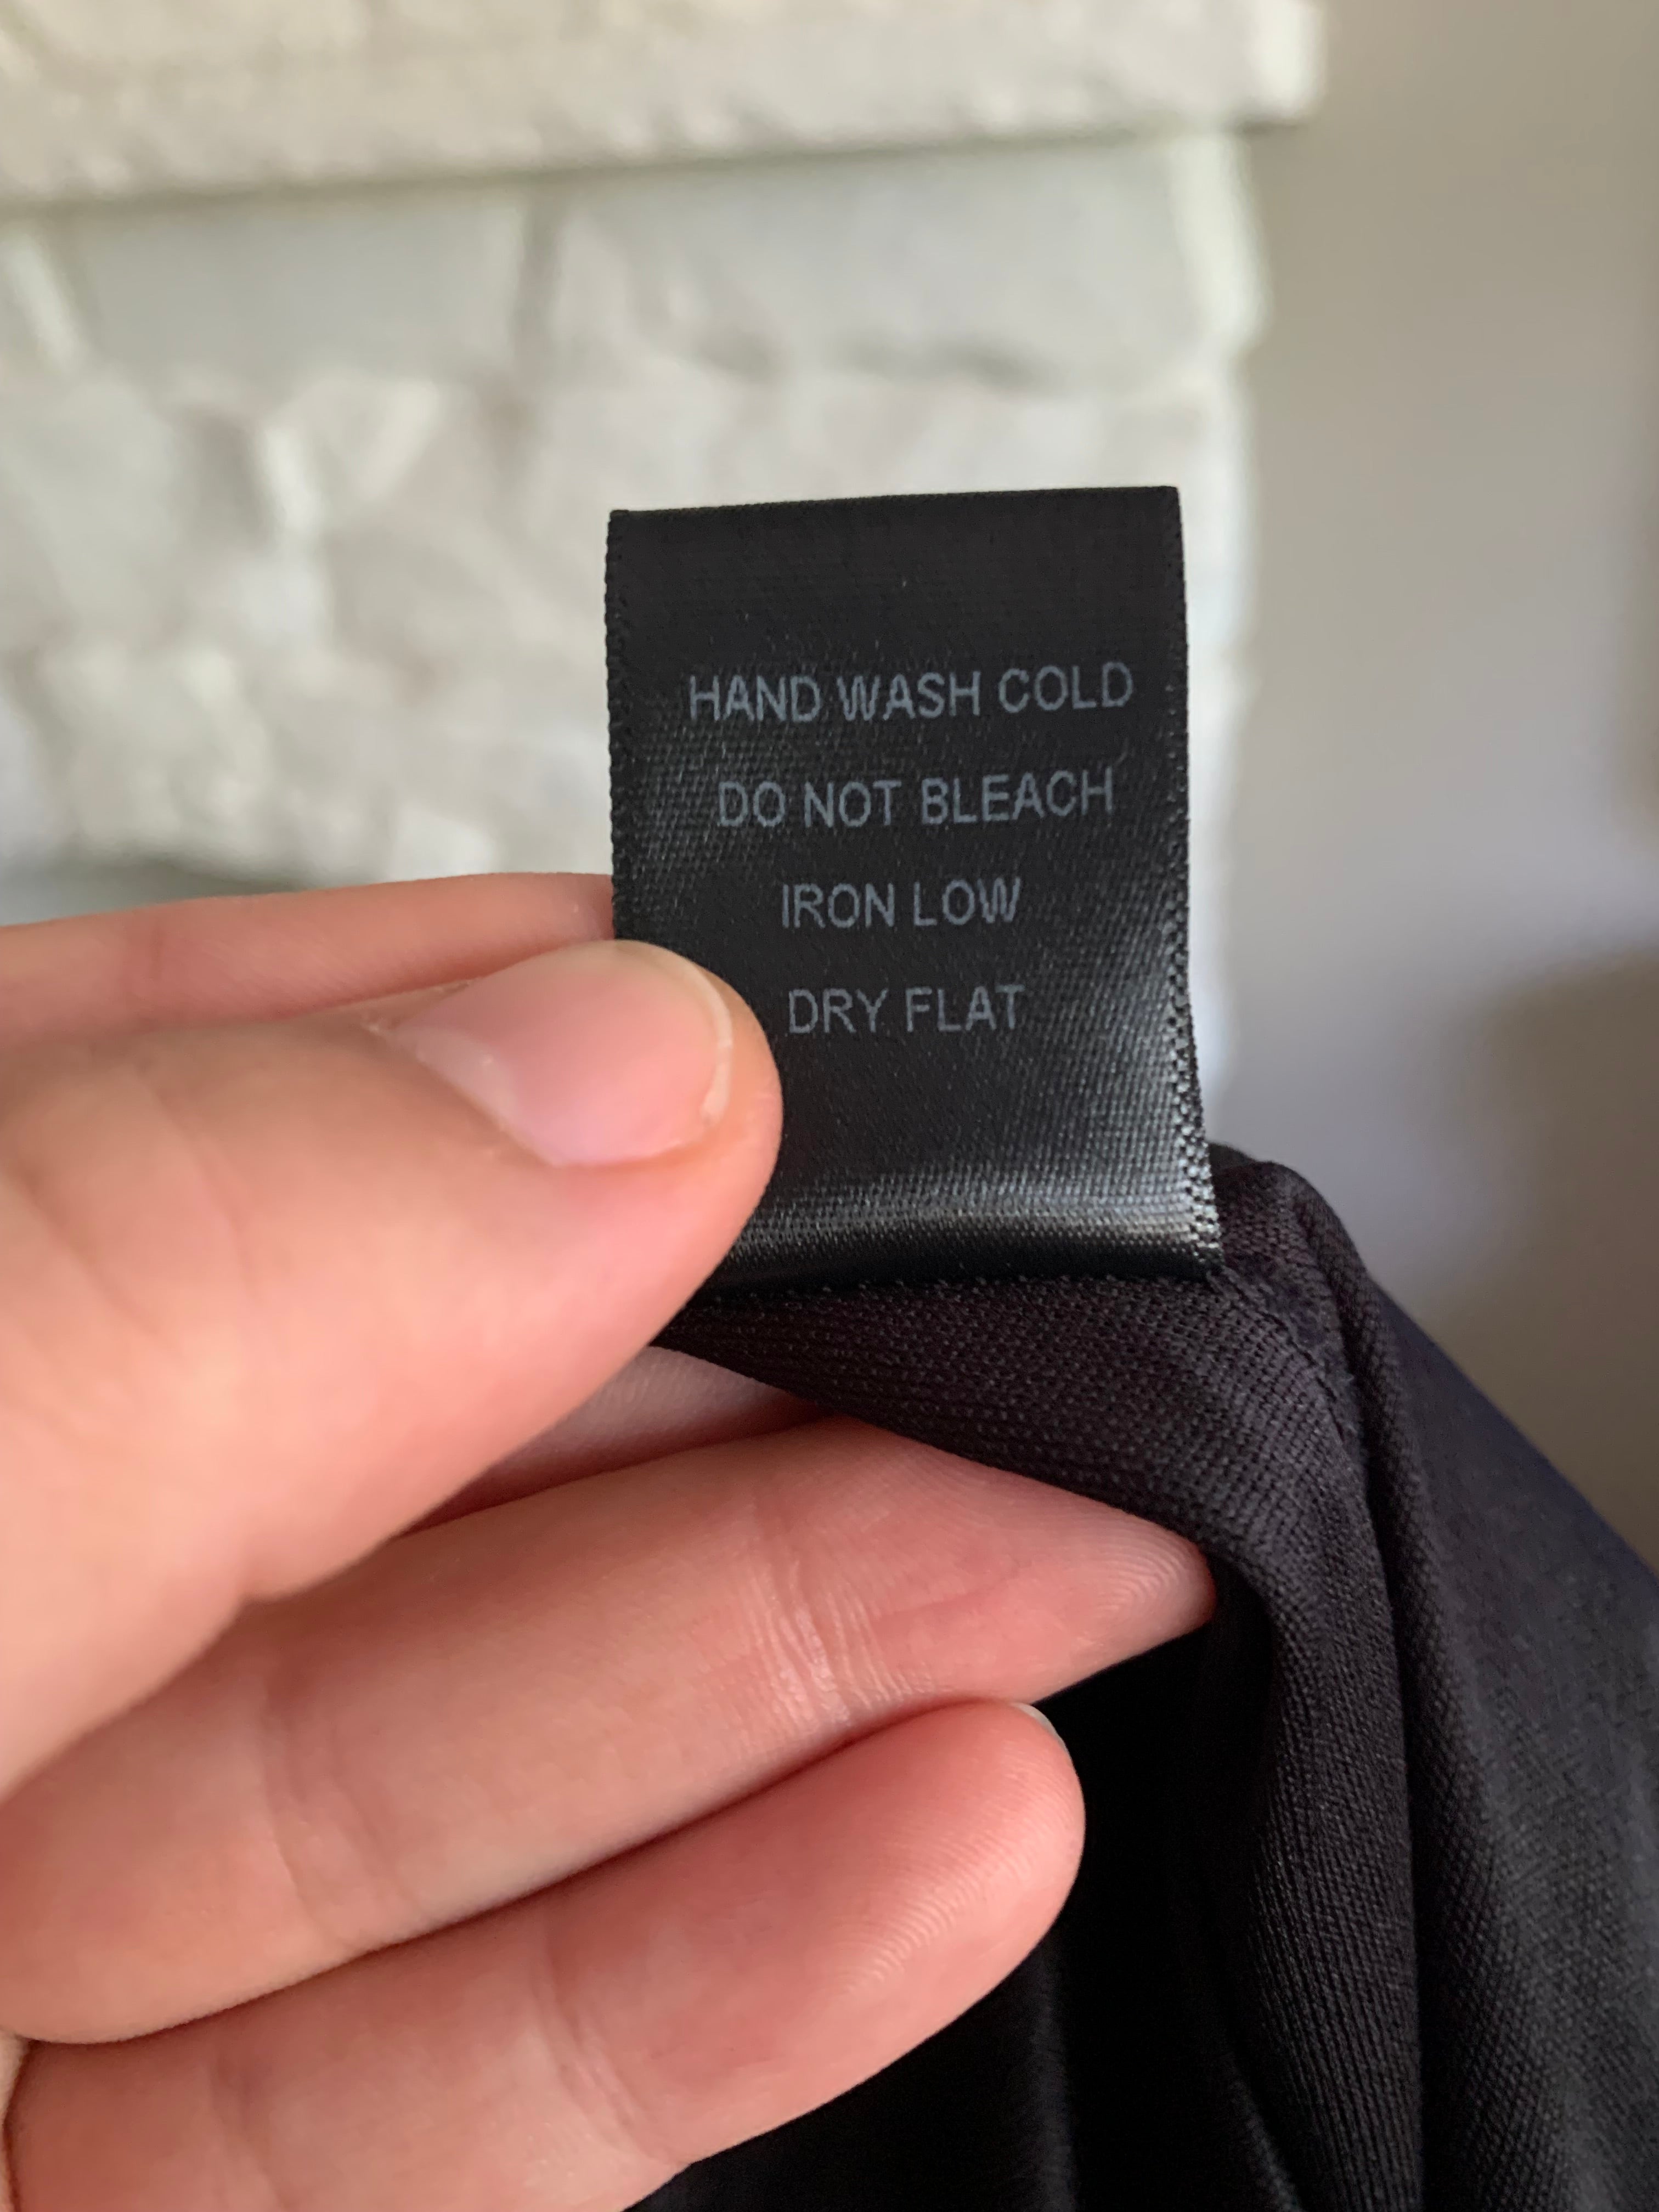 HAND WASH COLD
DO NOT BLEACH
IRON LOW
DRY FLAT